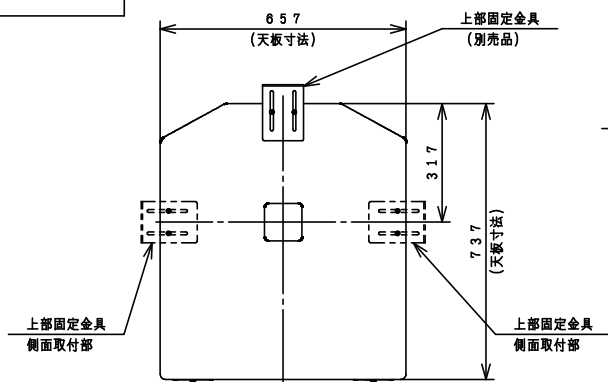 657
(天板寸法)
上部固定金具
(別売品)
317
737
(天板寸法)
上部固定金具
側面取付部
上部固定金具
側面取付部